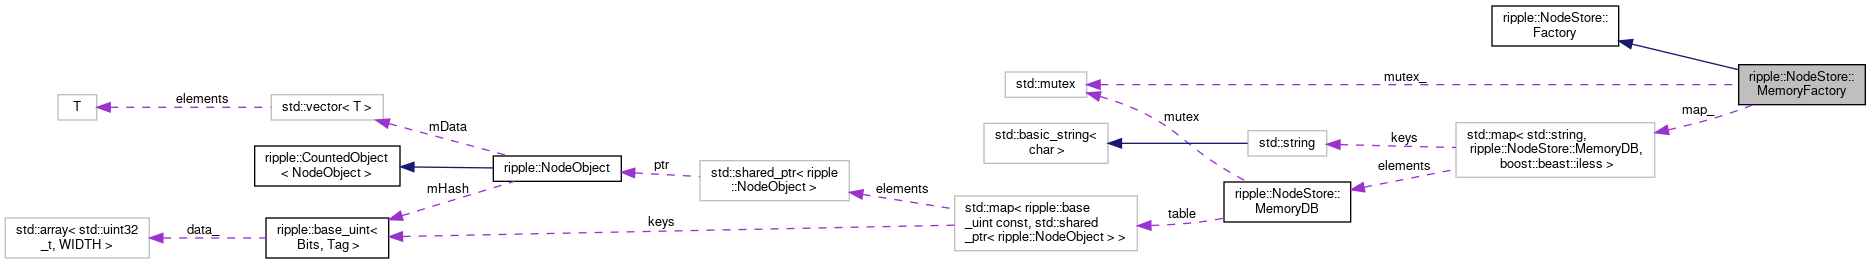 ripple::NodeStore::
Factory
ripple::NodeStore::
MemoryFactory
mutex_
std::mutex
map_
elements
T
std::vector< T >
mData
mutex
std::basic_string<
char >
std::string
keys
std::map< std::string,
ripple::NodeStore::MemoryDB,
boost::beast::iless >
ripple::CountedObject
< NodeObject >
ripple::NodeObject
ptr
std::shared_ptr< ripple
::NodeObject >
elements
elements
mHash
ripple::NodeStore::
MemoryDB
table
std::map< ripple::base
_uint const, std::shared
_ptr< ripple::NodeObject > >
keys
std::array< std::uint32
_t, WIDTH >
data_
ripple::base_uint<
Bits, Tag >